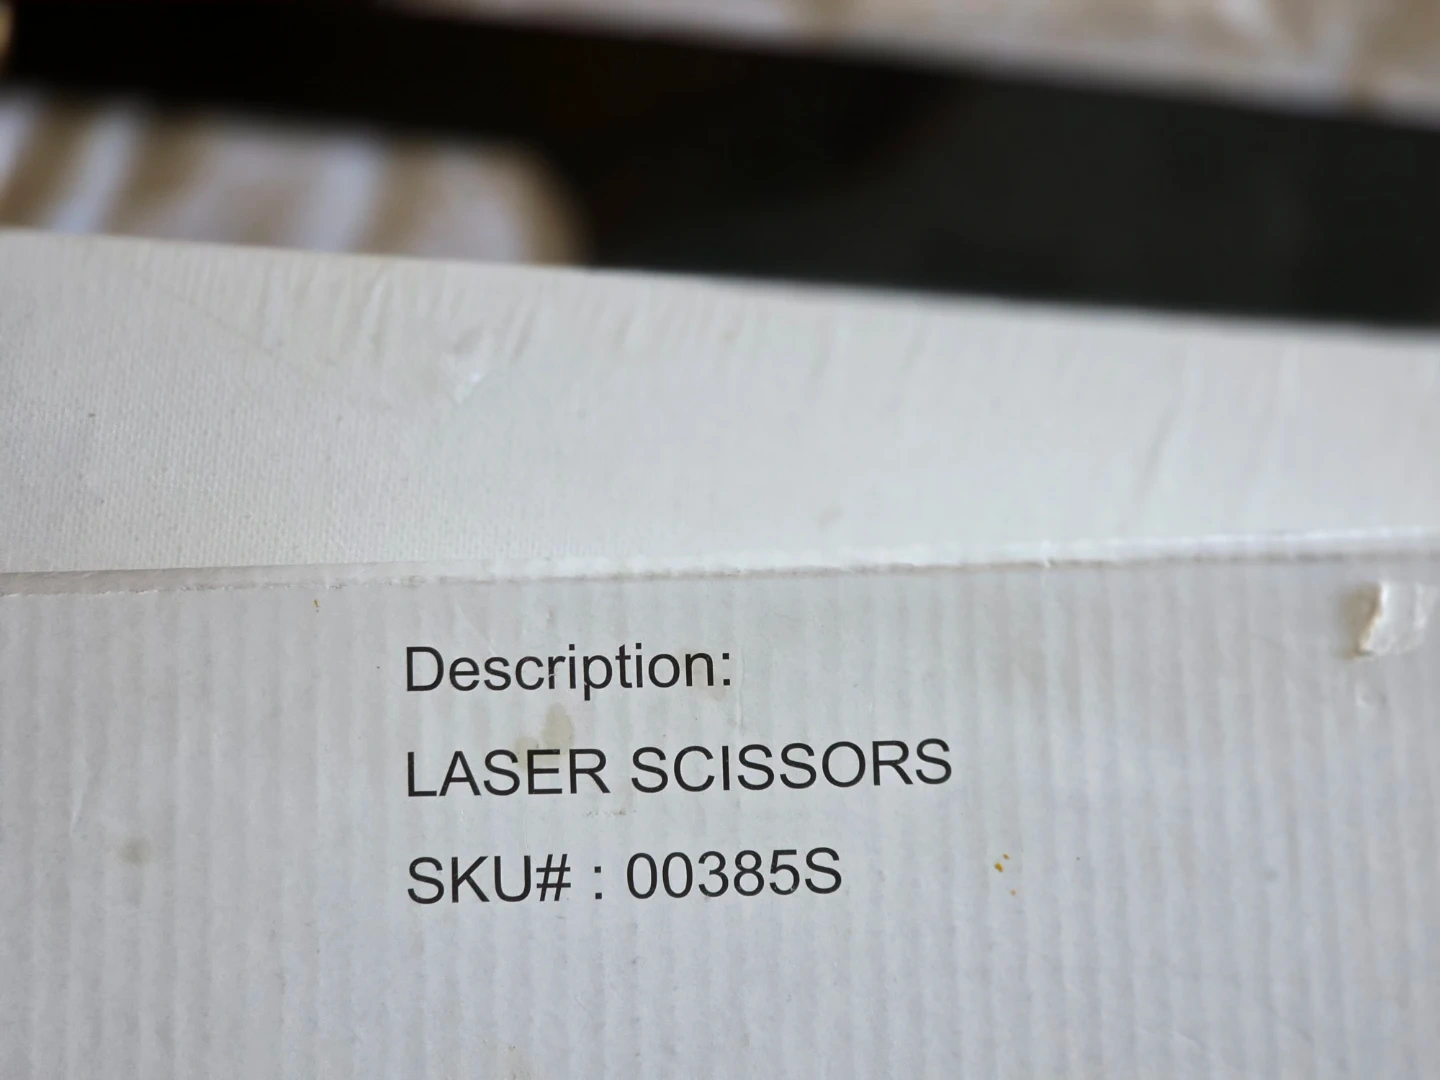 Description:
LASER SCISSORS
SKU# : 00385S